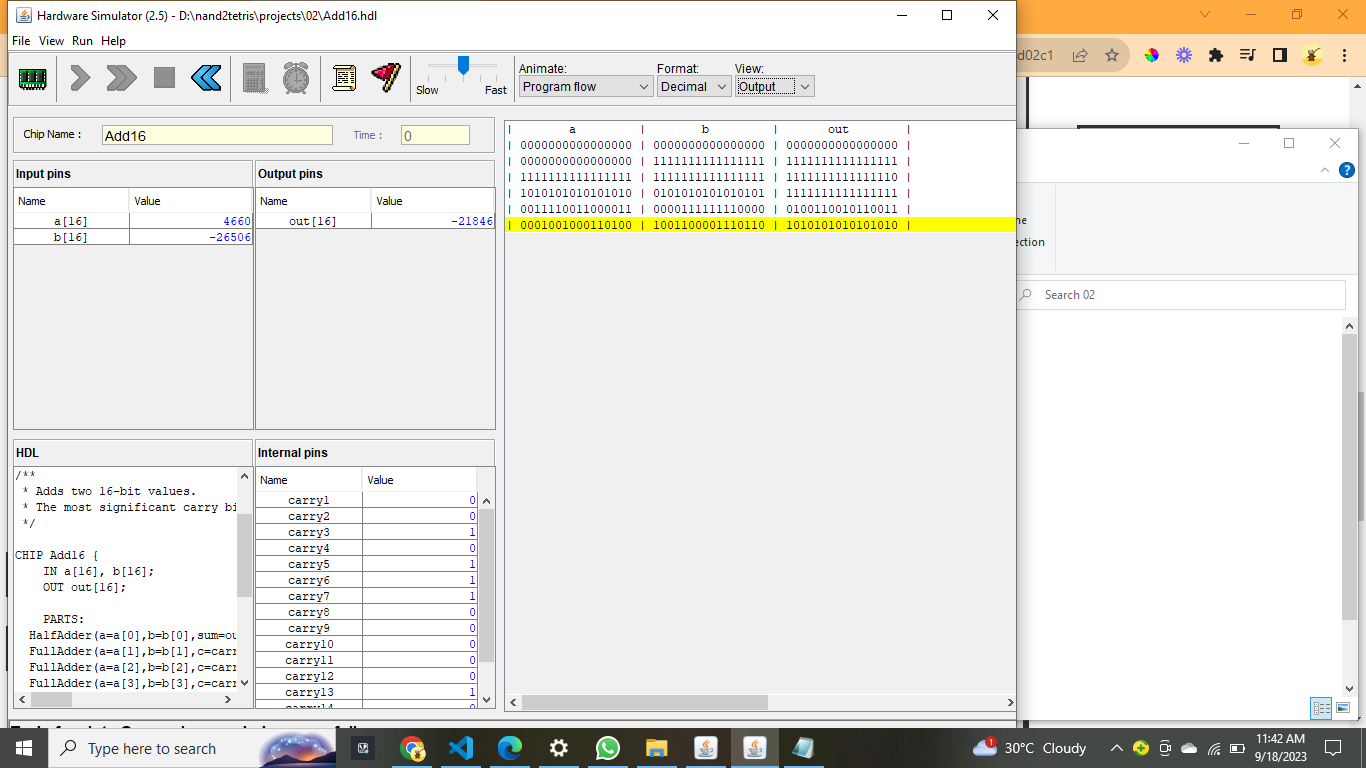 Hardware Simulator (2.5) - D:\nand2tetris\projects\02\Add16.hdl
File View Run Help
d02c1
Slow Fast
Animate:
Program flow
Format:
Decimal
View:
Output
Chip Name : Add16 Time : 0
Input pins
Name Value
a[16] 4660
b[16] -26506
Output pins
Name Value
out[16] -21846
| a | b | out |
| 0000000000000000 | 0000000000000000 | 0000000000000000 |
| 0000000000000000 | 1111111111111111 | 1111111111111111 |
| 1111111111111111 | 1111111111111111 | 1111111111111110 |
| 1010101010101010 | 0101010101010101 | 1111111111111111 |
| 0011110011000011 | 0000111111110000 | 0100110010110011 |
| 0001001000110100 | 1001100001110110 | 1010101010101010 |
HDL
/**
* Adds two 16-bit values.
* The most significant carry bi
*/
CHIP Add16 {
IN a[16], b[16];
OUT out[16];
PARTS:
HalfAdder(a=a[0],b=b[0],sum=ou
FullAdder(a=a[1],b=b[1],c=carr
FullAdder(a=a[2],b=b[2],c=carr
FullAdder(a=a[3],b=b[3],c=carr
Internal pins
Name Value
carry1 0
carry2 0
carry3 1
carry4 0
carry5 1
carry6 1
carry7 1
carry8 0
carry9 0
carry10 0
carry11 0
carry12 0
carry13 1
ne
ection
Search 02
Type here to search
1
30°C Cloudy
11:42 AM
9/18/2023